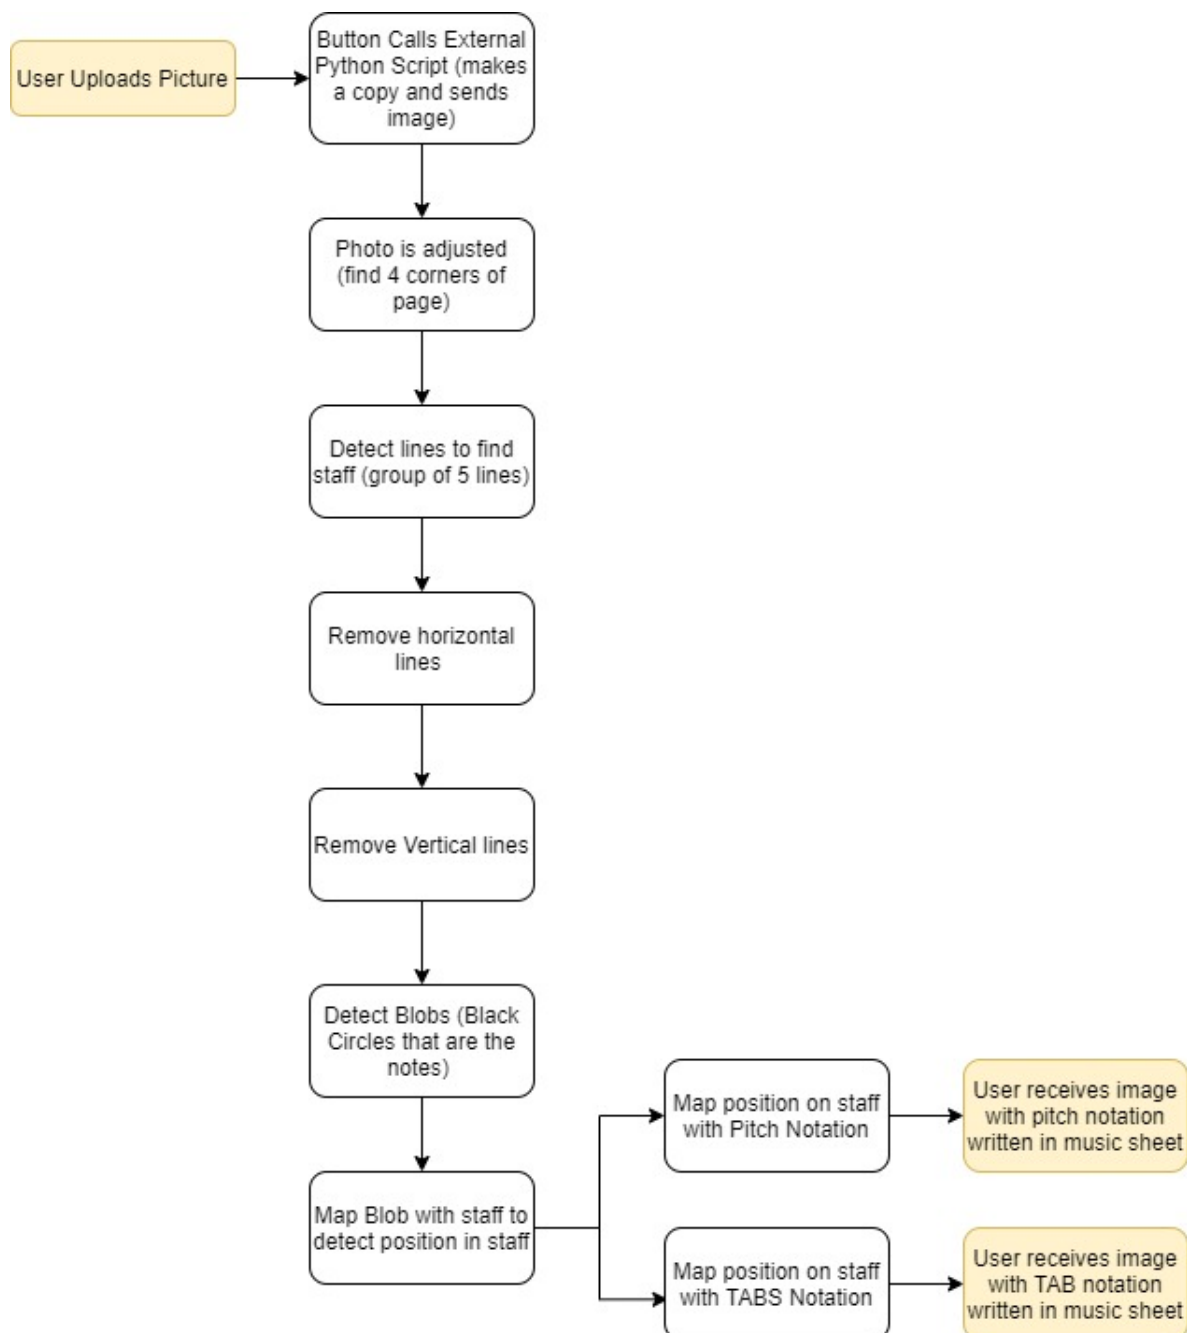 User Uploads Picture
Button Calls External
Python Script (makes
a copy and sends
image)
Photo is adjusted
(find 4 corners of
page)
Detect lines to find
staff (group of 5 lines)
Remove horizontal
lines
Remove Vertical lines
Detect Blobs (Black
Circles that are the
notes)
Map Blob with staff to
detect position in staff
Map position on staff
with Pitch Notation
User receives image
with pitch notation
written in music sheet
Map position on staff
with TABS Notation
User receives image
with TAB notation
written in music sheet